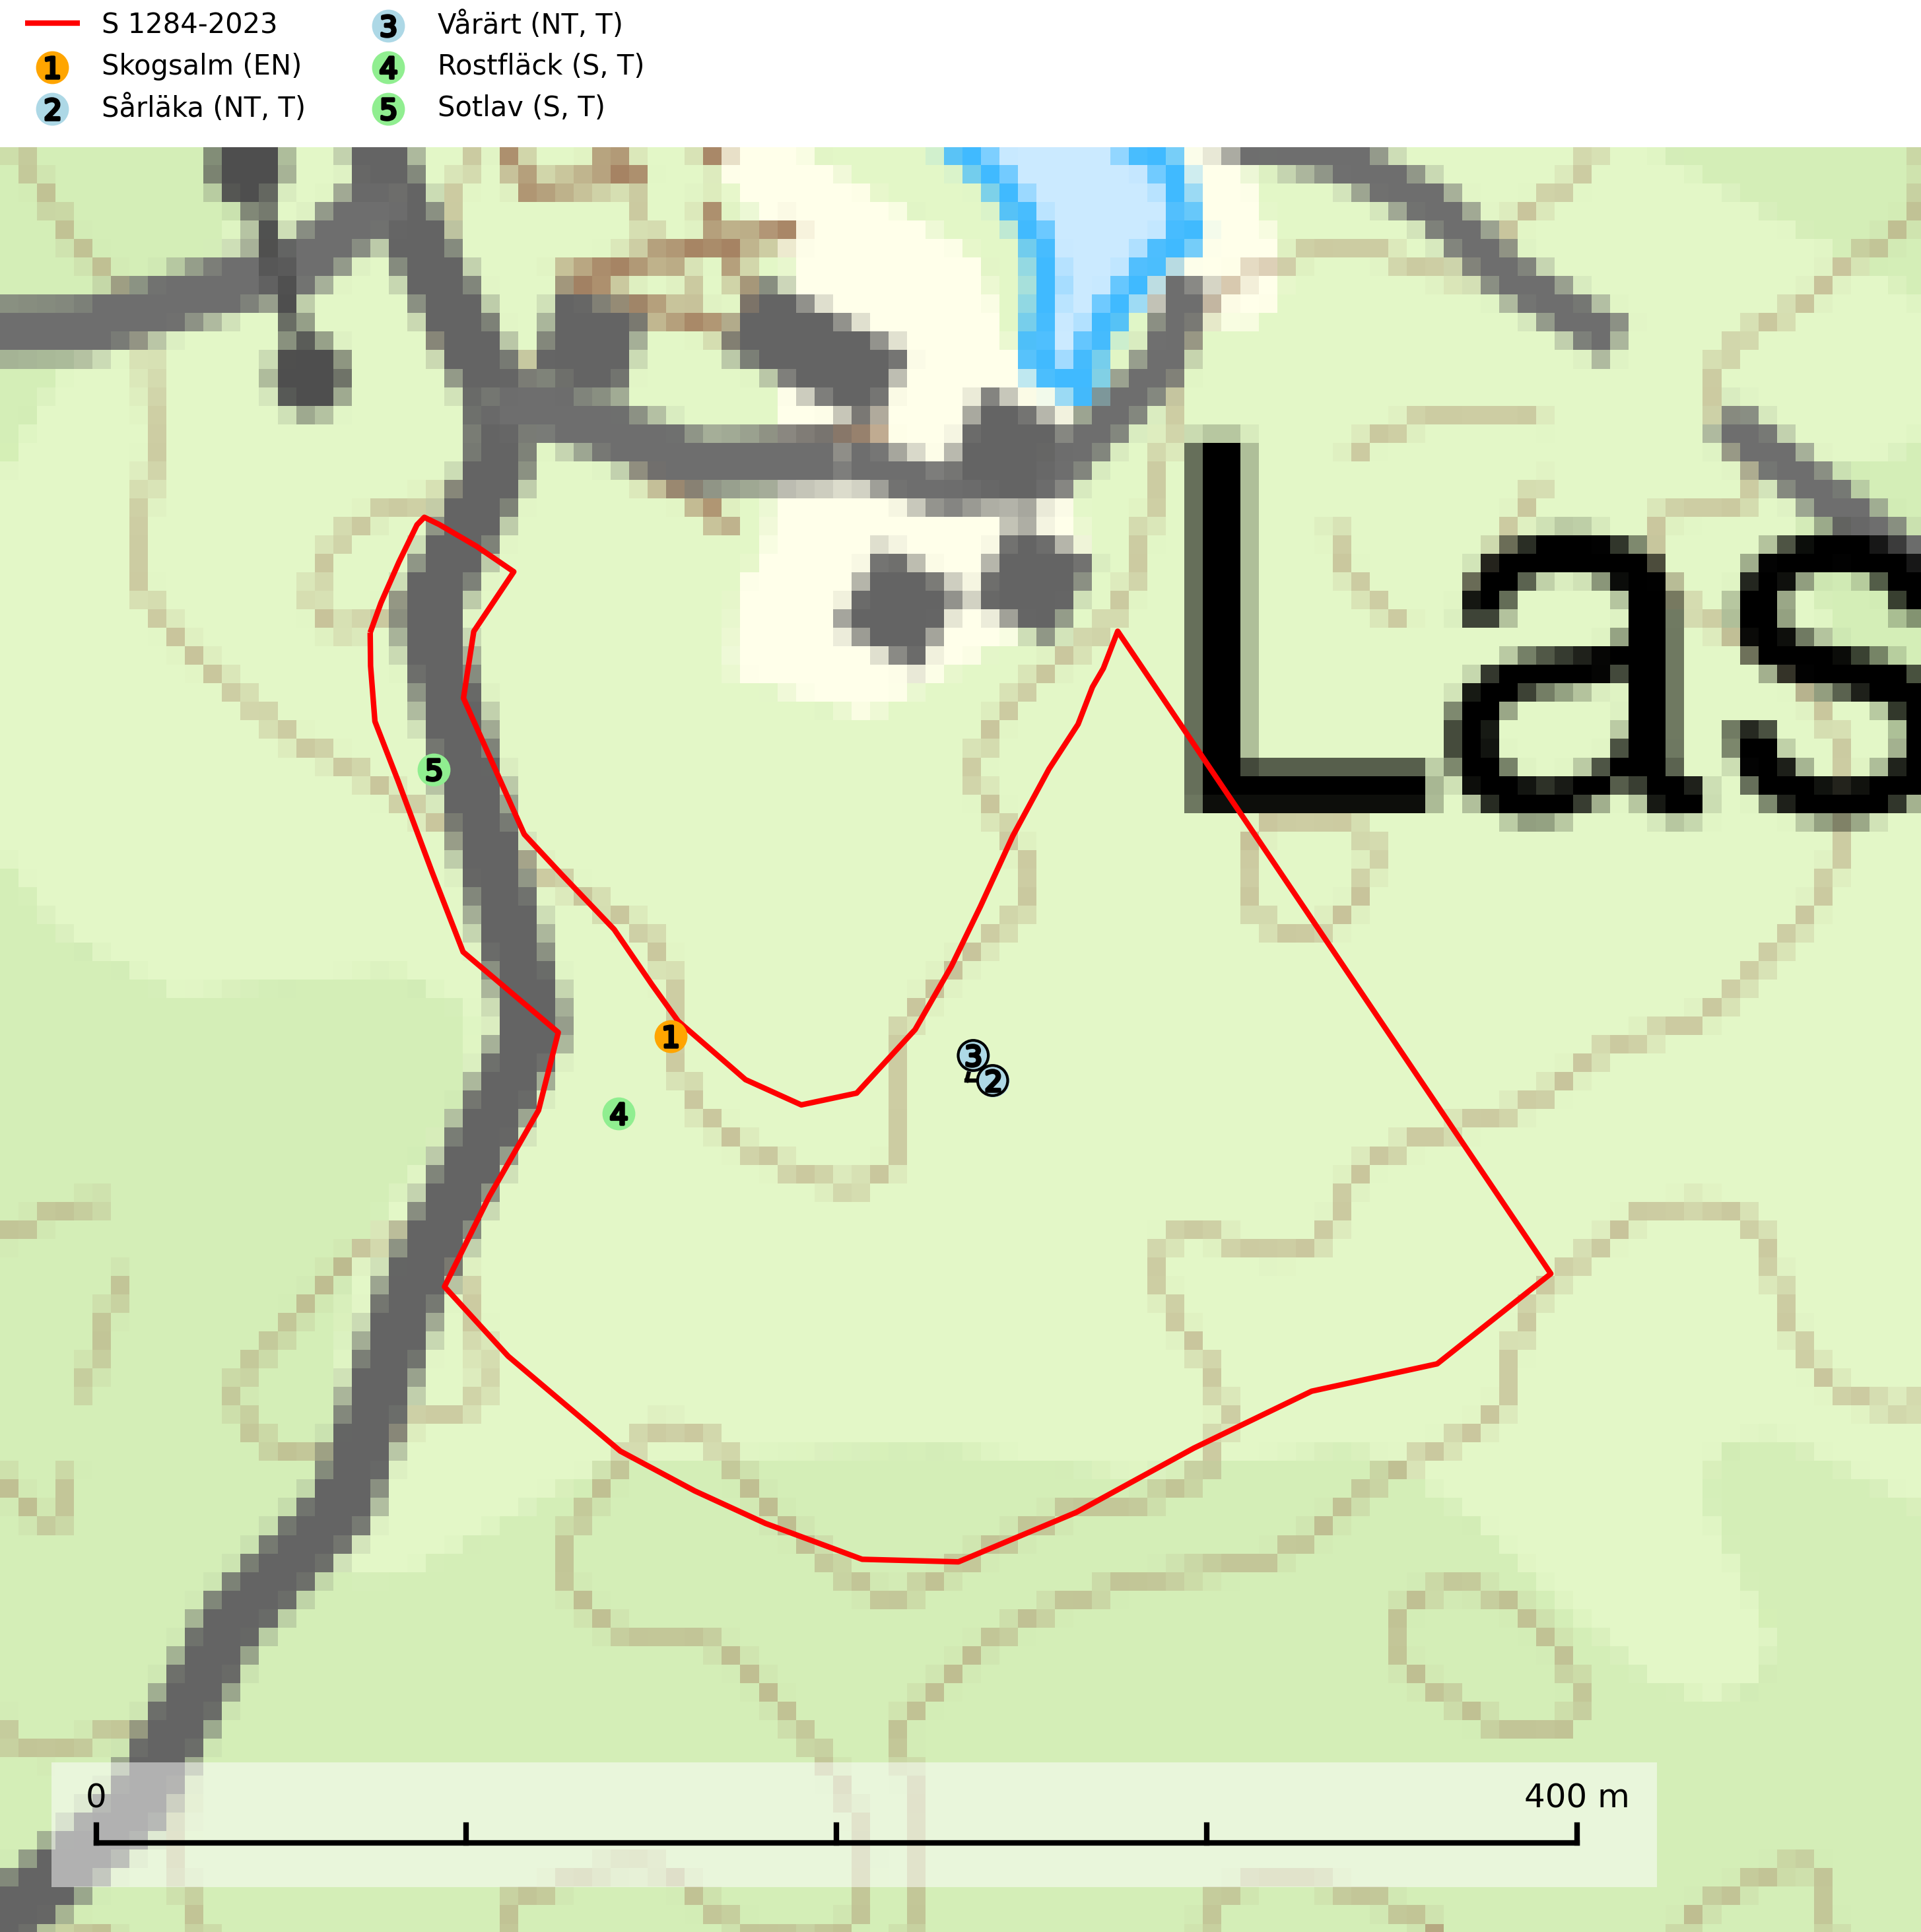 S 1284-2023
1 Skogsalm (EN)
2 Sårläka (NT, T)
3 Vårärt (NT, T)
4 Rostfläck (S, T)
5 Sotlav (S, T)
Las
5
1
3
2
4
0 400 m